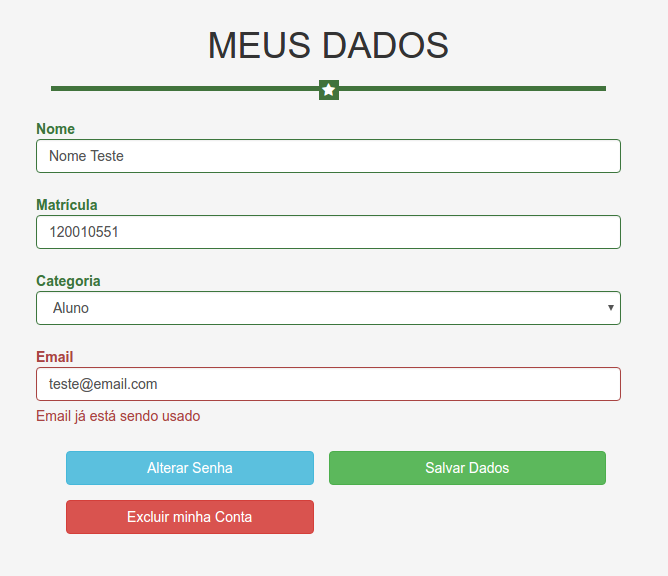 MEUS DADOS
Nome
Nome Teste
Matrícula
120010551
Categoria
Aluno
Email
teste@email.com
Email já está sendo usado
Alterar Senha
Salvar Dados
Excluir minha Conta